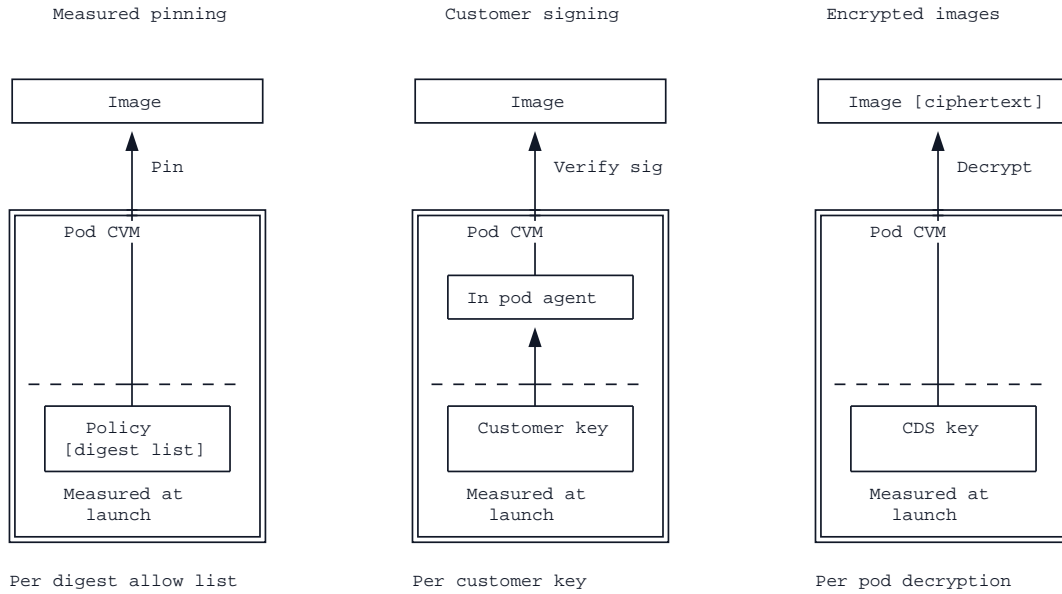 Measured pinning
Customer signing
Encrypted images
Image
Image
Image [ciphertext]
Pin
Verify sig
Decrypt
Pod CVM
Pod CVM
Pod CVM
In pod agent
Policy
[digest list]
Customer key
CDS key
Measured at
launch
Measured at
launch
Measured at
launch
Per digest allow list
Per customer key
Per pod decryption